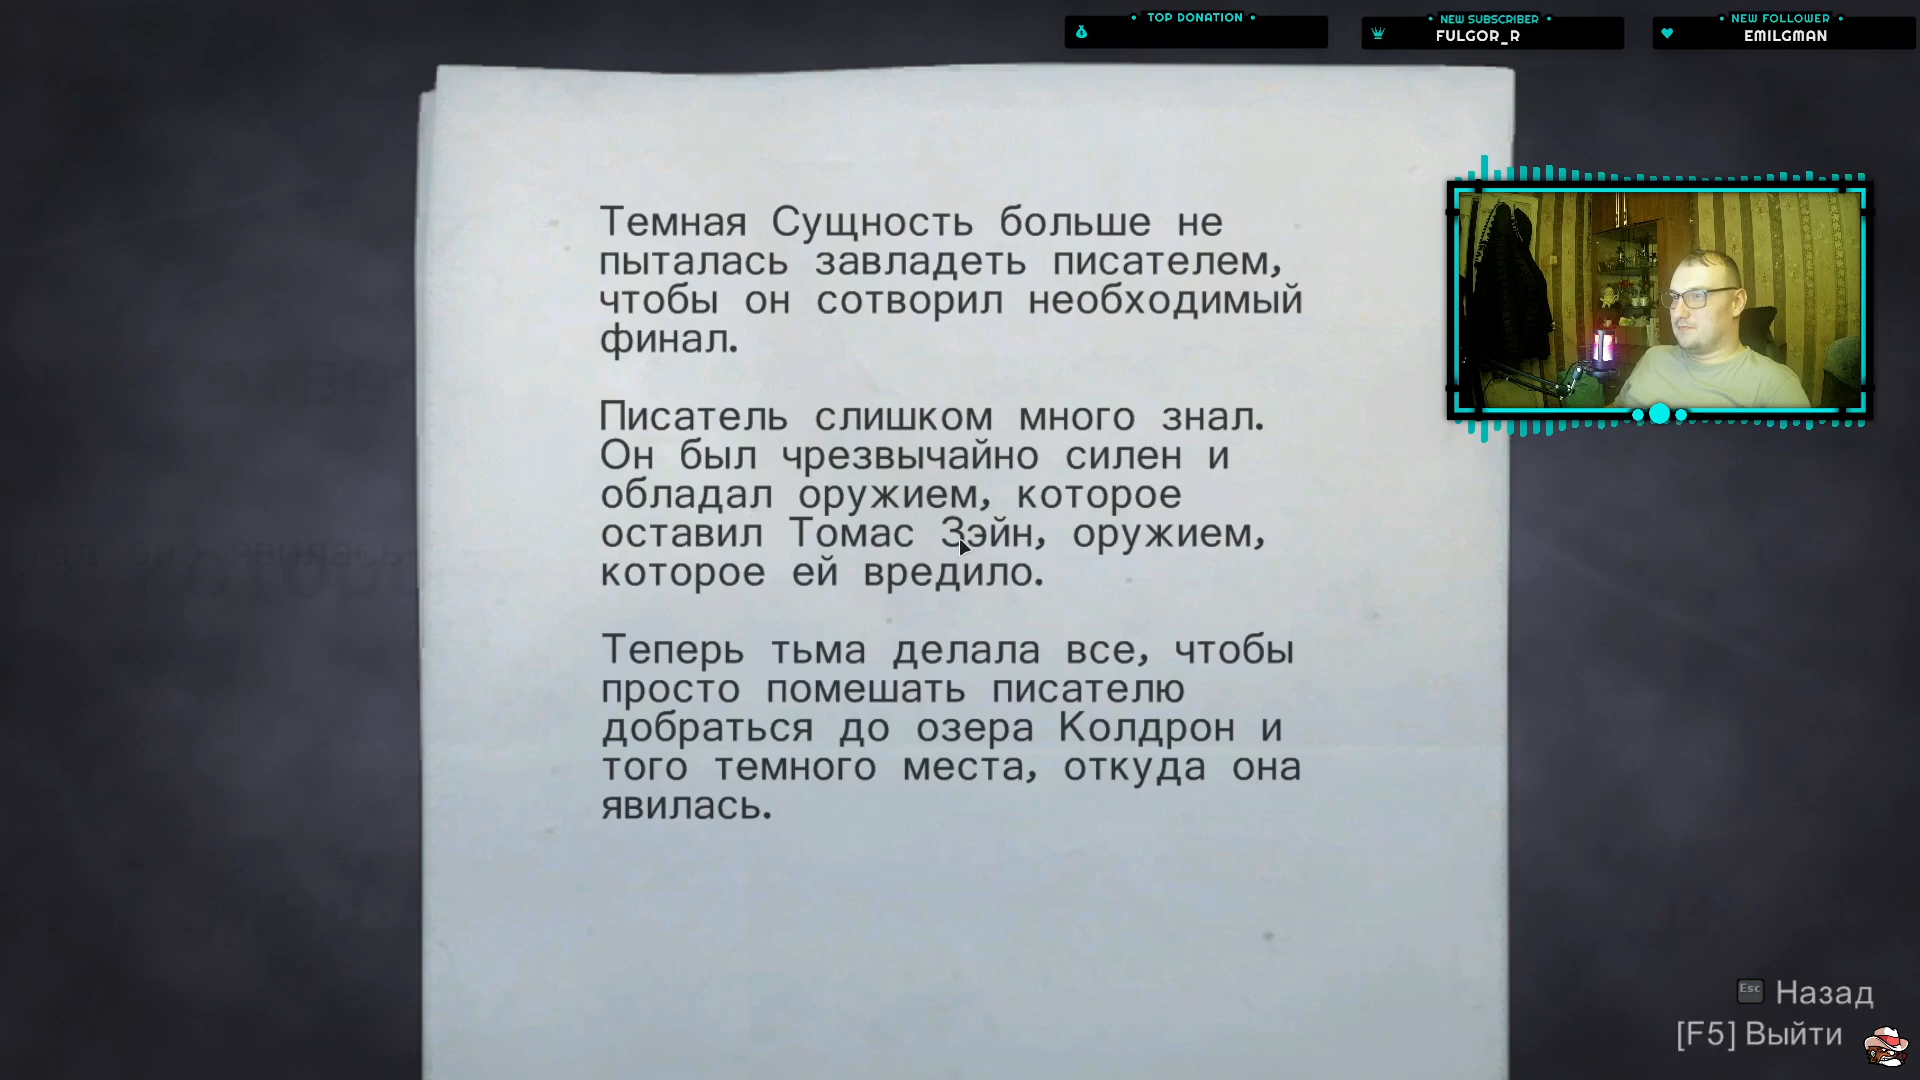 TOP DONATION
NEW SUBSCRIBER
FULGOR_R
NEW FOLLOWER
EMILGMAN
Темная Сущность больше не
пыталась завладеть писателем,
чтобы он сотворил необходимый
финал.
Писатель слишком много знал.
Он был чрезвычайно силен и
обладал оружием, которое
оставил Томас Зэйн, оружием,
которое ей вредило.
Теперь тьма делала все, чтобы
просто помешать писателю
добраться до озера Колдрон и
того темного места, откуда она
явилась.
Esc Назад
[F5] Выйти